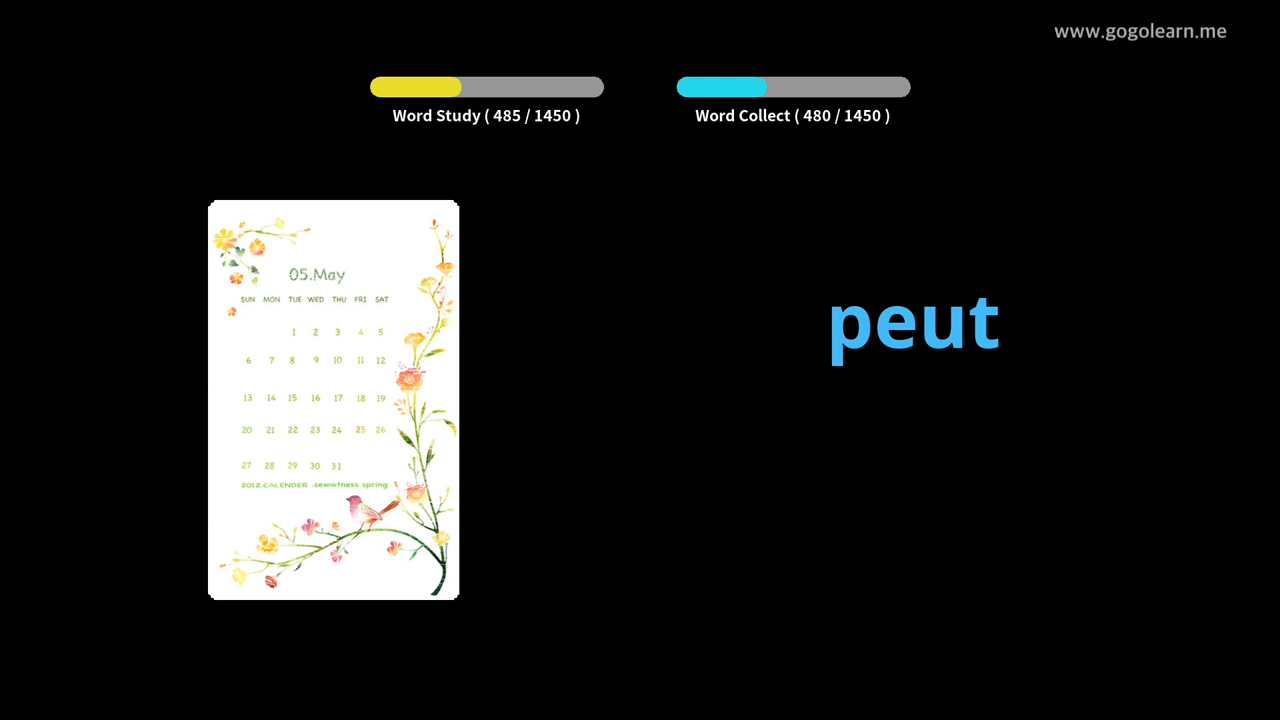 www.gogolearn.me
Word Study ( 485 / 1450 )
Word Collect ( 480 / 1450 )
05.May
SUN MON TUE WED THU FRI SAT
1 2 3 4 5
6 7 8 9 10 11 12
13 14 15 16 17 18 19
20 21 22 23 24 25 26
27 28 29 30 31
2012.CALENDER .sewwtness spring
peut